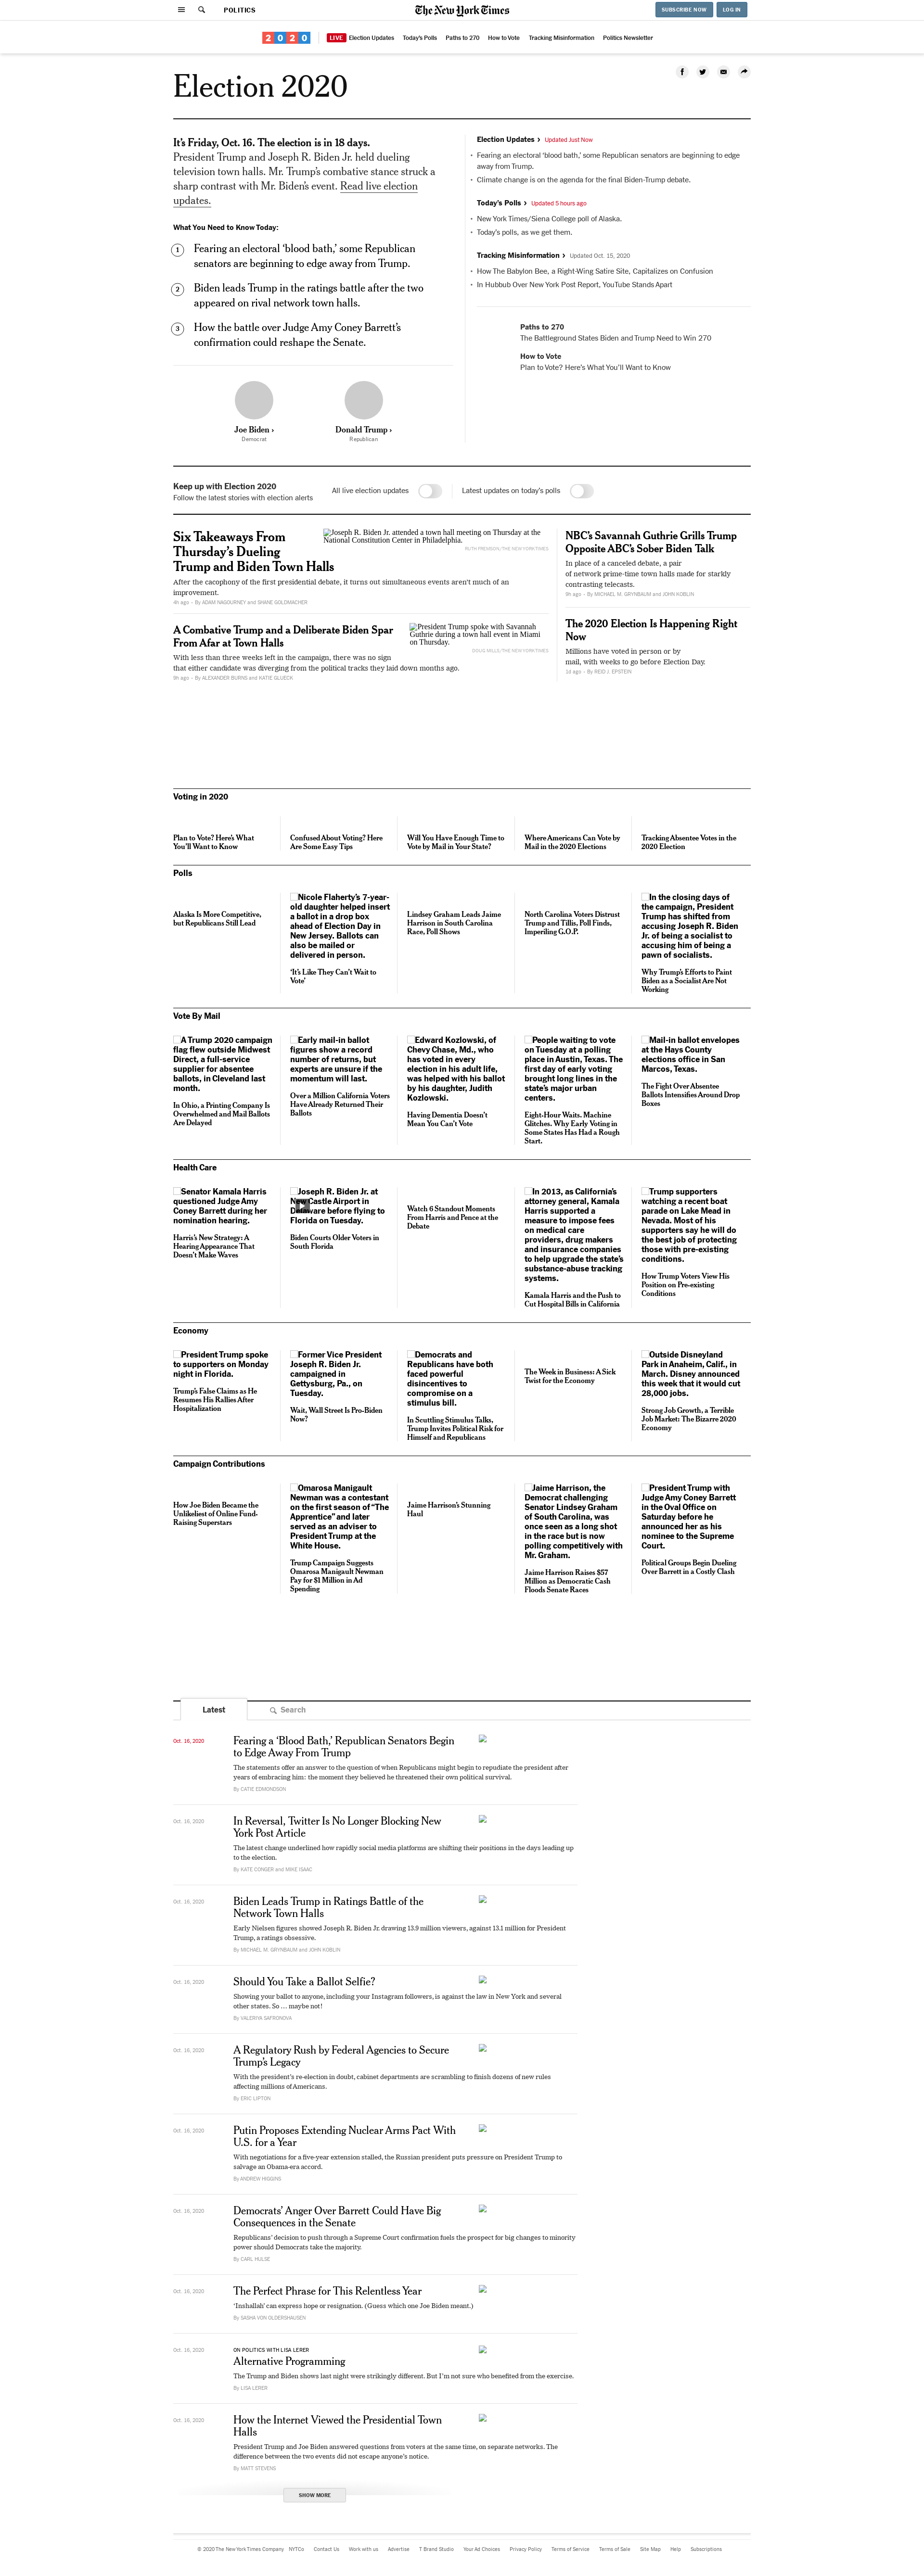 POLITICS
The New York Times
SUBSCRIBE NOW
LOG IN
2020
LIVE Election Updates
Today's Polls
Paths to 270
How to Vote
Tracking Misinformation
Politics Newsletter
Election 2020
It's Friday, Oct. 16. The election is in 18 days.
President Trump and Joseph R. Biden Jr. held dueling
television town halls. Mr. Trump's combative stance struck a
sharp contrast with Mr. Biden's event. Read live election
updates.
What You Need to Know Today:
1 Fearing an electoral 'blood bath,' some Republican
senators are beginning to edge away from Trump.
2 Biden leads Trump in the ratings battle after the two
appeared on rival network town halls.
3 How the battle over Judge Amy Coney Barrett's
confirmation could reshape the Senate.
Joe Biden ›
Democrat
Donald Trump ›
Republican
Election Updates › Updated Just Now
• Fearing an electoral 'blood bath,' some Republican senators are beginning to edge
away from Trump.
• Climate change is on the agenda for the final Biden-Trump debate.
Today's Polls › Updated 5 hours ago
• New York Times/Siena College poll of Alaska.
• Today's polls, as we get them.
Tracking Misinformation › Updated Oct. 15, 2020
• How The Babylon Bee, a Right-Wing Satire Site, Capitalizes on Confusion
• In Hubbub Over New York Post Report, YouTube Stands Apart
Paths to 270
The Battleground States Biden and Trump Need to Win 270
How to Vote
Plan to Vote? Here's What You'll Want to Know
Keep up with Election 2020
Follow the latest stories with election alerts
All live election updates
Latest updates on today's polls
Six Takeaways From
Thursday's Dueling
Trump and Biden Town Halls
Joseph R. Biden Jr. attended a town hall meeting on Thursday at the
National Constitution Center in Philadelphia.
RUTH FREMSON/THE NEW YORK TIMES
After the cacophony of the first presidential debate, it turns out simultaneous events aren't much of an
improvement.
4h ago – By ADAM NAGOURNEY and SHANE GOLDMACHER
A Combative Trump and a Deliberate Biden Spar
From Afar at Town Halls
President Trump spoke with Savannah
Guthrie during a town hall event in Miami
on Thursday.
DOUG MILLS/THE NEW YORK TIMES
With less than three weeks left in the campaign, there was no sign
that either candidate was diverging from the political tracks they laid down months ago.
8h ago – By ALEXANDER BURNS and KATIE GLUECK
NBC's Savannah Guthrie Grills Trump
Opposite ABC's Sober Biden Talk
In place of a canceled debate, a pair
of network prime-time town halls made for starkly
contrasting telecasts.
9h ago – By MICHAEL M. GRYNBAUM and JOHN KOBLIN
The 2020 Election Is Happening Right
Now
Millions have voted in person or by
mail, with weeks to go before Election Day.
1d ago – By REID J. EPSTEIN
Voting in 2020
Plan to Vote? Here's What
You'll Want to Know
Confused About Voting? Here
Are Some Easy Tips
Will You Have Enough Time to
Vote by Mail in Your State?
Where Americans Can Vote by
Mail in the 2020 Elections
Tracking Absentee Votes in the
2020 Election
Polls
Alaska Is More Competitive,
but Republicans Still Lead
Nicole Flaherty's 7-year-
old daughter helped insert
a ballot in a drop box
ahead of Election Day in
New Jersey. Ballots can
also be mailed or
delivered in person.
'It's Like They Can't Wait to
Vote'
Lindsey Graham Leads Jaime
Harrison in South Carolina
Race, Poll Shows
North Carolina Voters Distrust
Trump and Tillis, Poll Finds,
Imperiling G.O.P.
In the closing days of
the campaign, President
Trump has shifted from
accusing Joseph R. Biden
Jr. of being a socialist to
accusing him of being a
pawn of socialists.
Why Trump's Efforts to Paint
Biden as a Socialist Are Not
Working
Vote By Mail
A Trump 2020 campaign
flag flew outside Midwest
Direct, a full-service
supplier for absentee
ballots, in Cleveland last
month.
In Ohio, a Printing Company Is
Overwhelmed and Mail Ballots
Are Delayed
Early mail-in ballot
figures show a record
number of returns, but
experts are unsure if the
momentum will last.
Over a Million California Voters
Have Already Returned Their
Ballots
Edward Kozlowski, of
Chevy Chase, Md., who
has voted in every
election in his adult life,
was helped with his ballot
by his daughter, Judith
Kozlowski.
Having Dementia Doesn't
Mean You Can't Vote
People waiting to vote
on Tuesday at a polling
place in Austin, Texas. The
first day of early voting
brought long lines in the
state's major urban
centers.
Eight-Hour Waits. Machine
Glitches. Why Early Voting in
Some States Has Had a Rough
Start.
Mail-in ballot envelopes
at the Hays County
elections office in San
Marcos, Texas.
The Fight Over Absentee
Ballots Intensifies Around Drop
Boxes
Health Care
Senator Kamala Harris
questioned Judge Amy
Coney Barrett during her
nomination hearing.
Harris's New Strategy: A
Hearing Appearance That
Doesn't Make Waves
Joseph R. Biden Jr. at
New Castle Airport in
Delaware before flying to
Florida on Tuesday.
Biden Courts Older Voters in
South Florida
Watch 6 Standout Moments
From Harris and Pence at the
Debate
In 2013, as California's
attorney general, Kamala
Harris supported a
measure to impose fees
on medical care
providers, drug makers
and insurance companies
to help upgrade the state's
substance-abuse tracking
systems.
Kamala Harris and the Push to
Cut Hospital Bills in California
Trump supporters
watching a recent boat
parade on Lake Mead in
Nevada. Most of his
supporters say he will do
the best job of protecting
those with pre-existing
conditions.
How Trump Voters View His
Position on Pre-existing
Conditions
Economy
President Trump spoke
to supporters on Monday
night in Florida.
Trump's False Claims as He
Resumes His Rallies After
Hospitalization
Former Vice President
Joseph R. Biden Jr.
campaigned in
Gettysburg, Pa., on
Tuesday.
Wait, Wall Street Is Pro-Biden
Now?
Democrats and
Republicans have both
faced powerful
disincentives to
compromise on a
stimulus bill.
In Scuttling Stimulus Talks,
Trump Invites Political Risk for
Himself and Republicans
The Week in Business: A Sick
Twist for the Economy
Outside Disneyland
Park in Anaheim, Calif., in
March. Disney announced
this week that it would cut
28,000 jobs.
Strong Job Growth, a Terrible
Job Market: The Bizarre 2020
Economy
Campaign Contributions
How Joe Biden Became the
Unlikeliest of Online Fund-
Raising Superstars
Omarosa Manigault
Newman was a contestant
on the first season of "The
Apprentice" and later
served as an adviser to
President Trump at the
White House.
Trump Campaign Suggests
Omarosa Manigault Newman
Pay for $1 Million in Ad
Spending
Jaime Harrison's Stunning
Haul
Jaime Harrison, the
Democrat challenging
Senator Lindsey Graham
of South Carolina, was
once seen as a long shot
in the race but is now
polling competitively with
Mr. Graham.
Jaime Harrison Raises $57
Million as Democratic Cash
Floods Senate Races
President Trump with
Judge Amy Coney Barrett
in the Oval Office on
Saturday before he
announced her as his
nominee to the Supreme
Court.
Political Groups Begin Dueling
Over Barrett in a Costly Clash
Latest
Search
Oct. 16, 2020
Fearing a 'Blood Bath,' Republican Senators Begin
to Edge Away From Trump
The statements offer an answer to the question of when Republicans might begin to repudiate the president after
years of embracing him: the moment they believed he threatened their own political survival.
By CATIE EDMONDSON
Oct. 16, 2020
In Reversal, Twitter Is No Longer Blocking New
York Post Article
The latest change underlined how rapidly social media platforms are shifting their positions in the days leading up
to the election.
By KATE CONGER and MIKE ISAAC
Oct. 16, 2020
Biden Leads Trump in Ratings Battle of the
Network Town Halls
Early Nielsen figures showed Joseph R. Biden Jr. drawing 13.9 million viewers, against 13.1 million for President
Trump, a ratings obsessive.
By MICHAEL M. GRYNBAUM and JOHN KOBLIN
Oct. 16, 2020
Should You Take a Ballot Selfie?
Showing your ballot to anyone, including your Instagram followers, is against the law in New York and several
other states. So … maybe not!
By VALERIYA SAFRONOVA
Oct. 16, 2020
A Regulatory Rush by Federal Agencies to Secure
Trump's Legacy
With the president's re-election in doubt, cabinet departments are scrambling to finish dozens of new rules
affecting millions of Americans.
By ERIC LIPTON
Oct. 16, 2020
Putin Proposes Extending Nuclear Arms Pact With
U.S. for a Year
With negotiations for a five-year extension stalled, the Russian president puts pressure on President Trump to
salvage an Obama-era accord.
By ANDREW HIGGINS
Oct. 16, 2020
Democrats' Anger Over Barrett Could Have Big
Consequences in the Senate
Republicans' decision to push through a Supreme Court confirmation fuels the prospect for big changes to minority
power should Democrats take the majority.
By CARL HULSE
Oct. 16, 2020
The Perfect Phrase for This Relentless Year
'Inshallah' can express hope or resignation. (Guess which one Joe Biden meant.)
By SASHA VON OLDERSHAUSEN
Oct. 16, 2020
ON POLITICS WITH LISA LERER
Alternative Programming
The Trump and Biden shows last night were strikingly different. But I'm not sure who benefited from the exercise.
By LISA LERER
Oct. 16, 2020
How the Internet Viewed the Presidential Town
Halls
President Trump and Joe Biden answered questions from voters at the same time, on separate networks. The
difference between the two events did not escape anyone's notice.
By MATT STEVENS
SHOW MORE
© 2020 The New York Times Company
NYTCo
Contact Us
Work with us
Advertise
T Brand Studio
Your Ad Choices
Privacy Policy
Terms of Service
Terms of Sale
Site Map
Help
Subscriptions